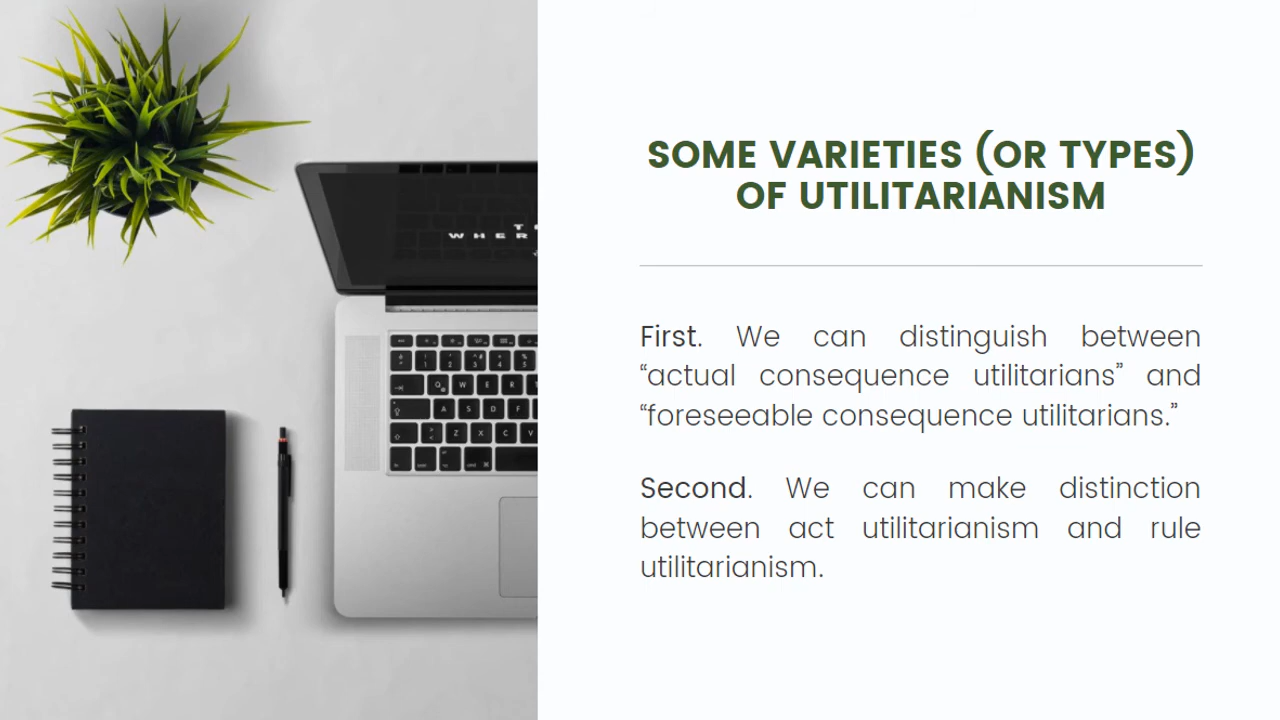 SOME VARIETIES (OR TYPES)
OF UTILITARIANISM
First. We can distinguish between
“actual consequence utilitarians” and
“foreseeable consequence utilitarians.”
Second. We can make distinction
between act utilitarianism and rule
utilitarianism.